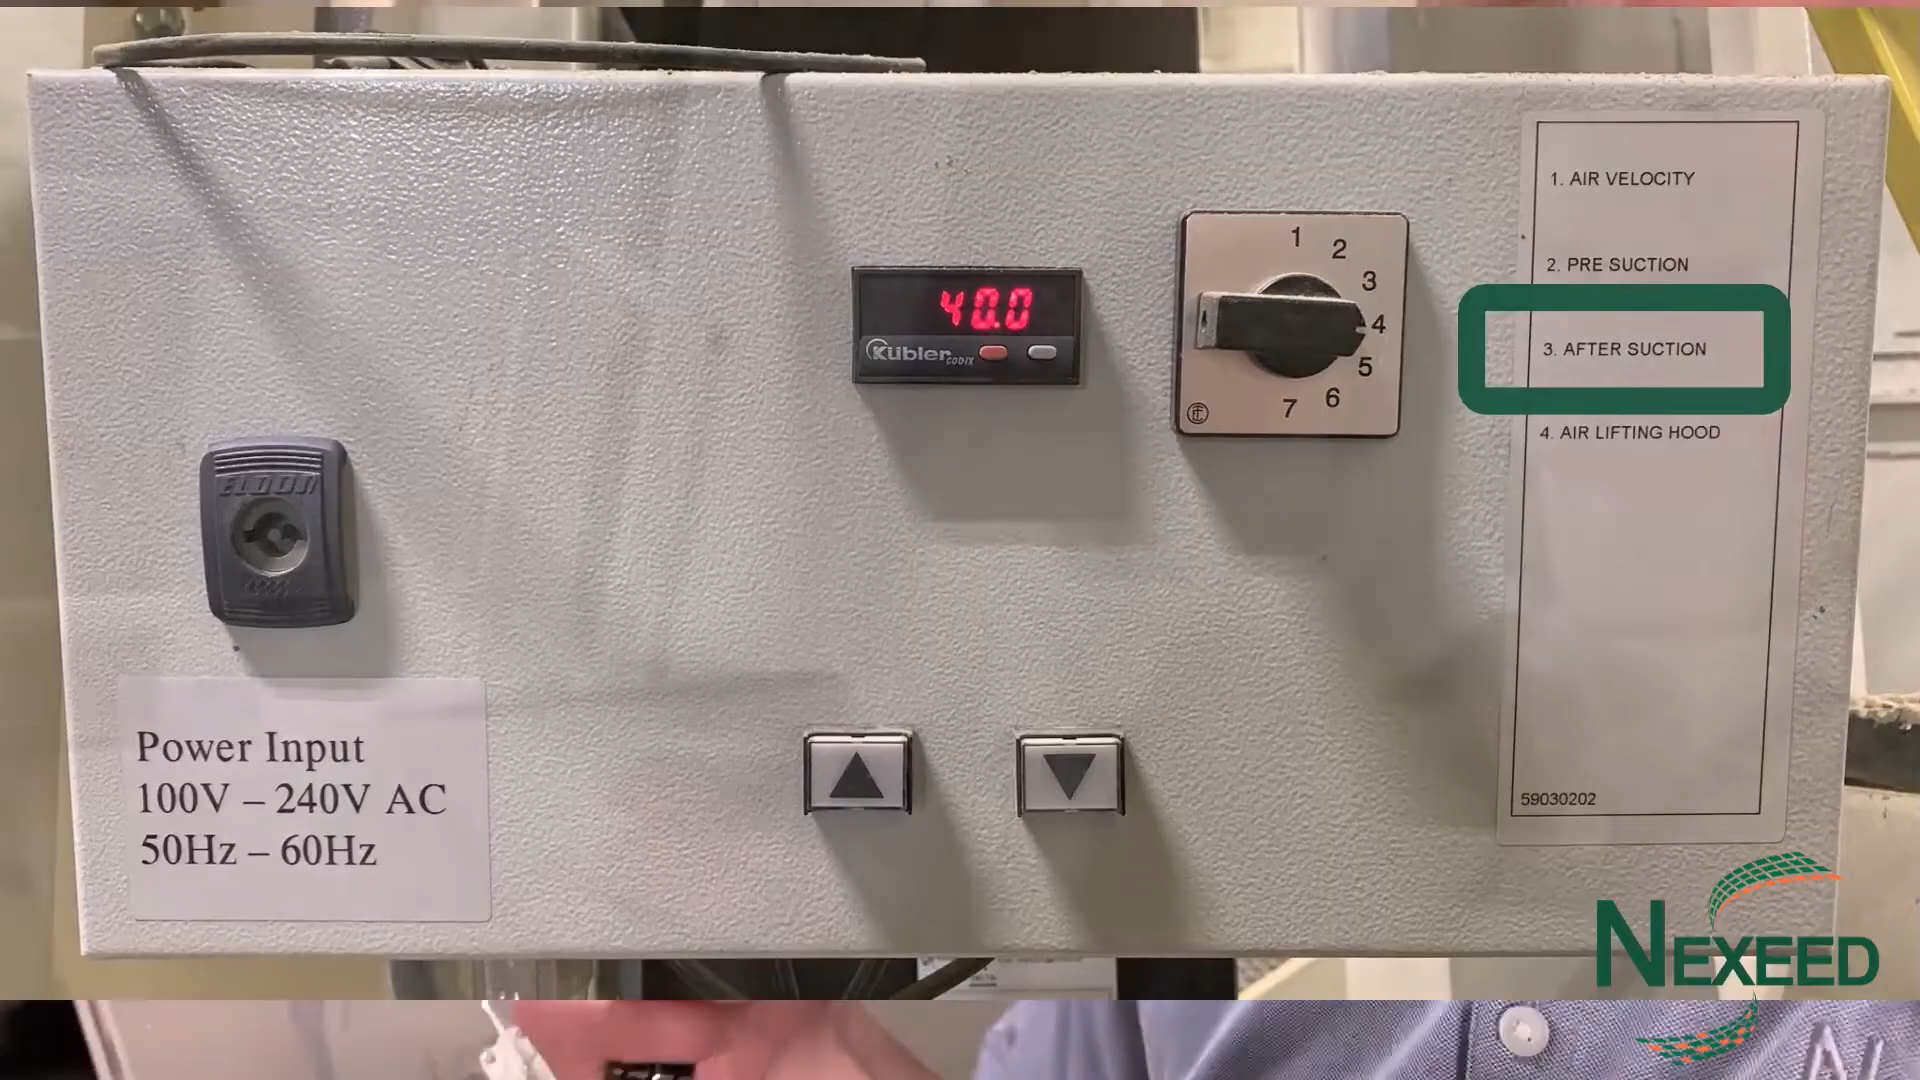 1. AIR VELOCITY
2. PRE SUCTION
3. AFTER SUCTION
4. AIR LIFTING HOOD
59030202
1
2
3
4
5
6
7
40.0
Kübler CODIX
ELDON
Power Input
100V – 240V AC
50Hz – 60Hz
NEXEED